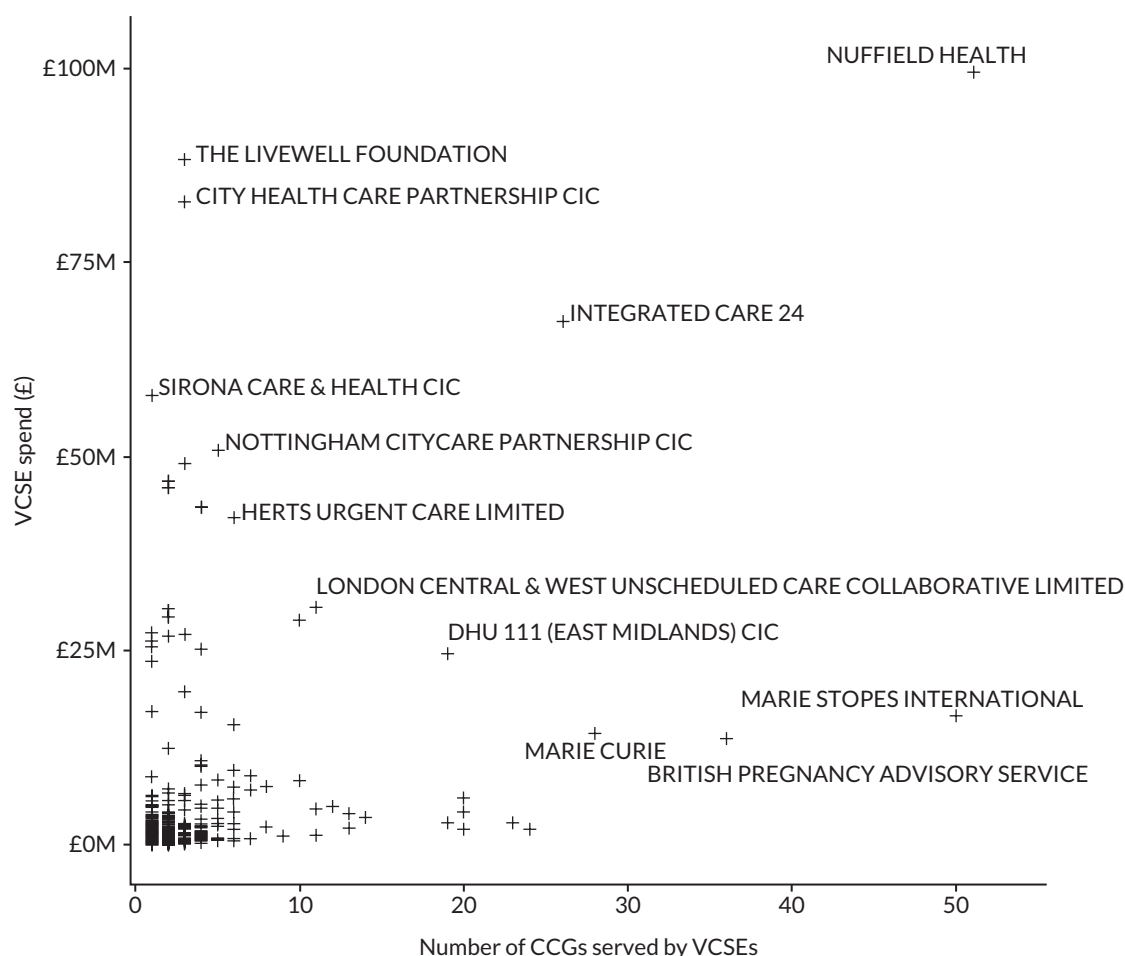 NUFFIELD HEALTH
£100M
THE LIVEWELL FOUNDATION
CITY HEALTH CARE PARTNERSHIP CIC
£75M
INTEGRATED CARE 24
SIRONA CARE & HEALTH CIC
NOTTINGHAM CITYCARE PARTNERSHIP CIC
£50M
HERTS URGENT CARE LIMITED
VCSE spend (£)
LONDON CENTRAL & WEST UNSCHEDULED CARE COLLABORATIVE LIMITED
DHU 111 (EAST MIDLANDS) CIC
£25M
MARIE STOPES INTERNATIONAL
MARIE CURIE
BRITISH PREGNANCY ADVISORY SERVICE
£0M
0 10 20 30 40 50
Number of CCGs served by VCSEs